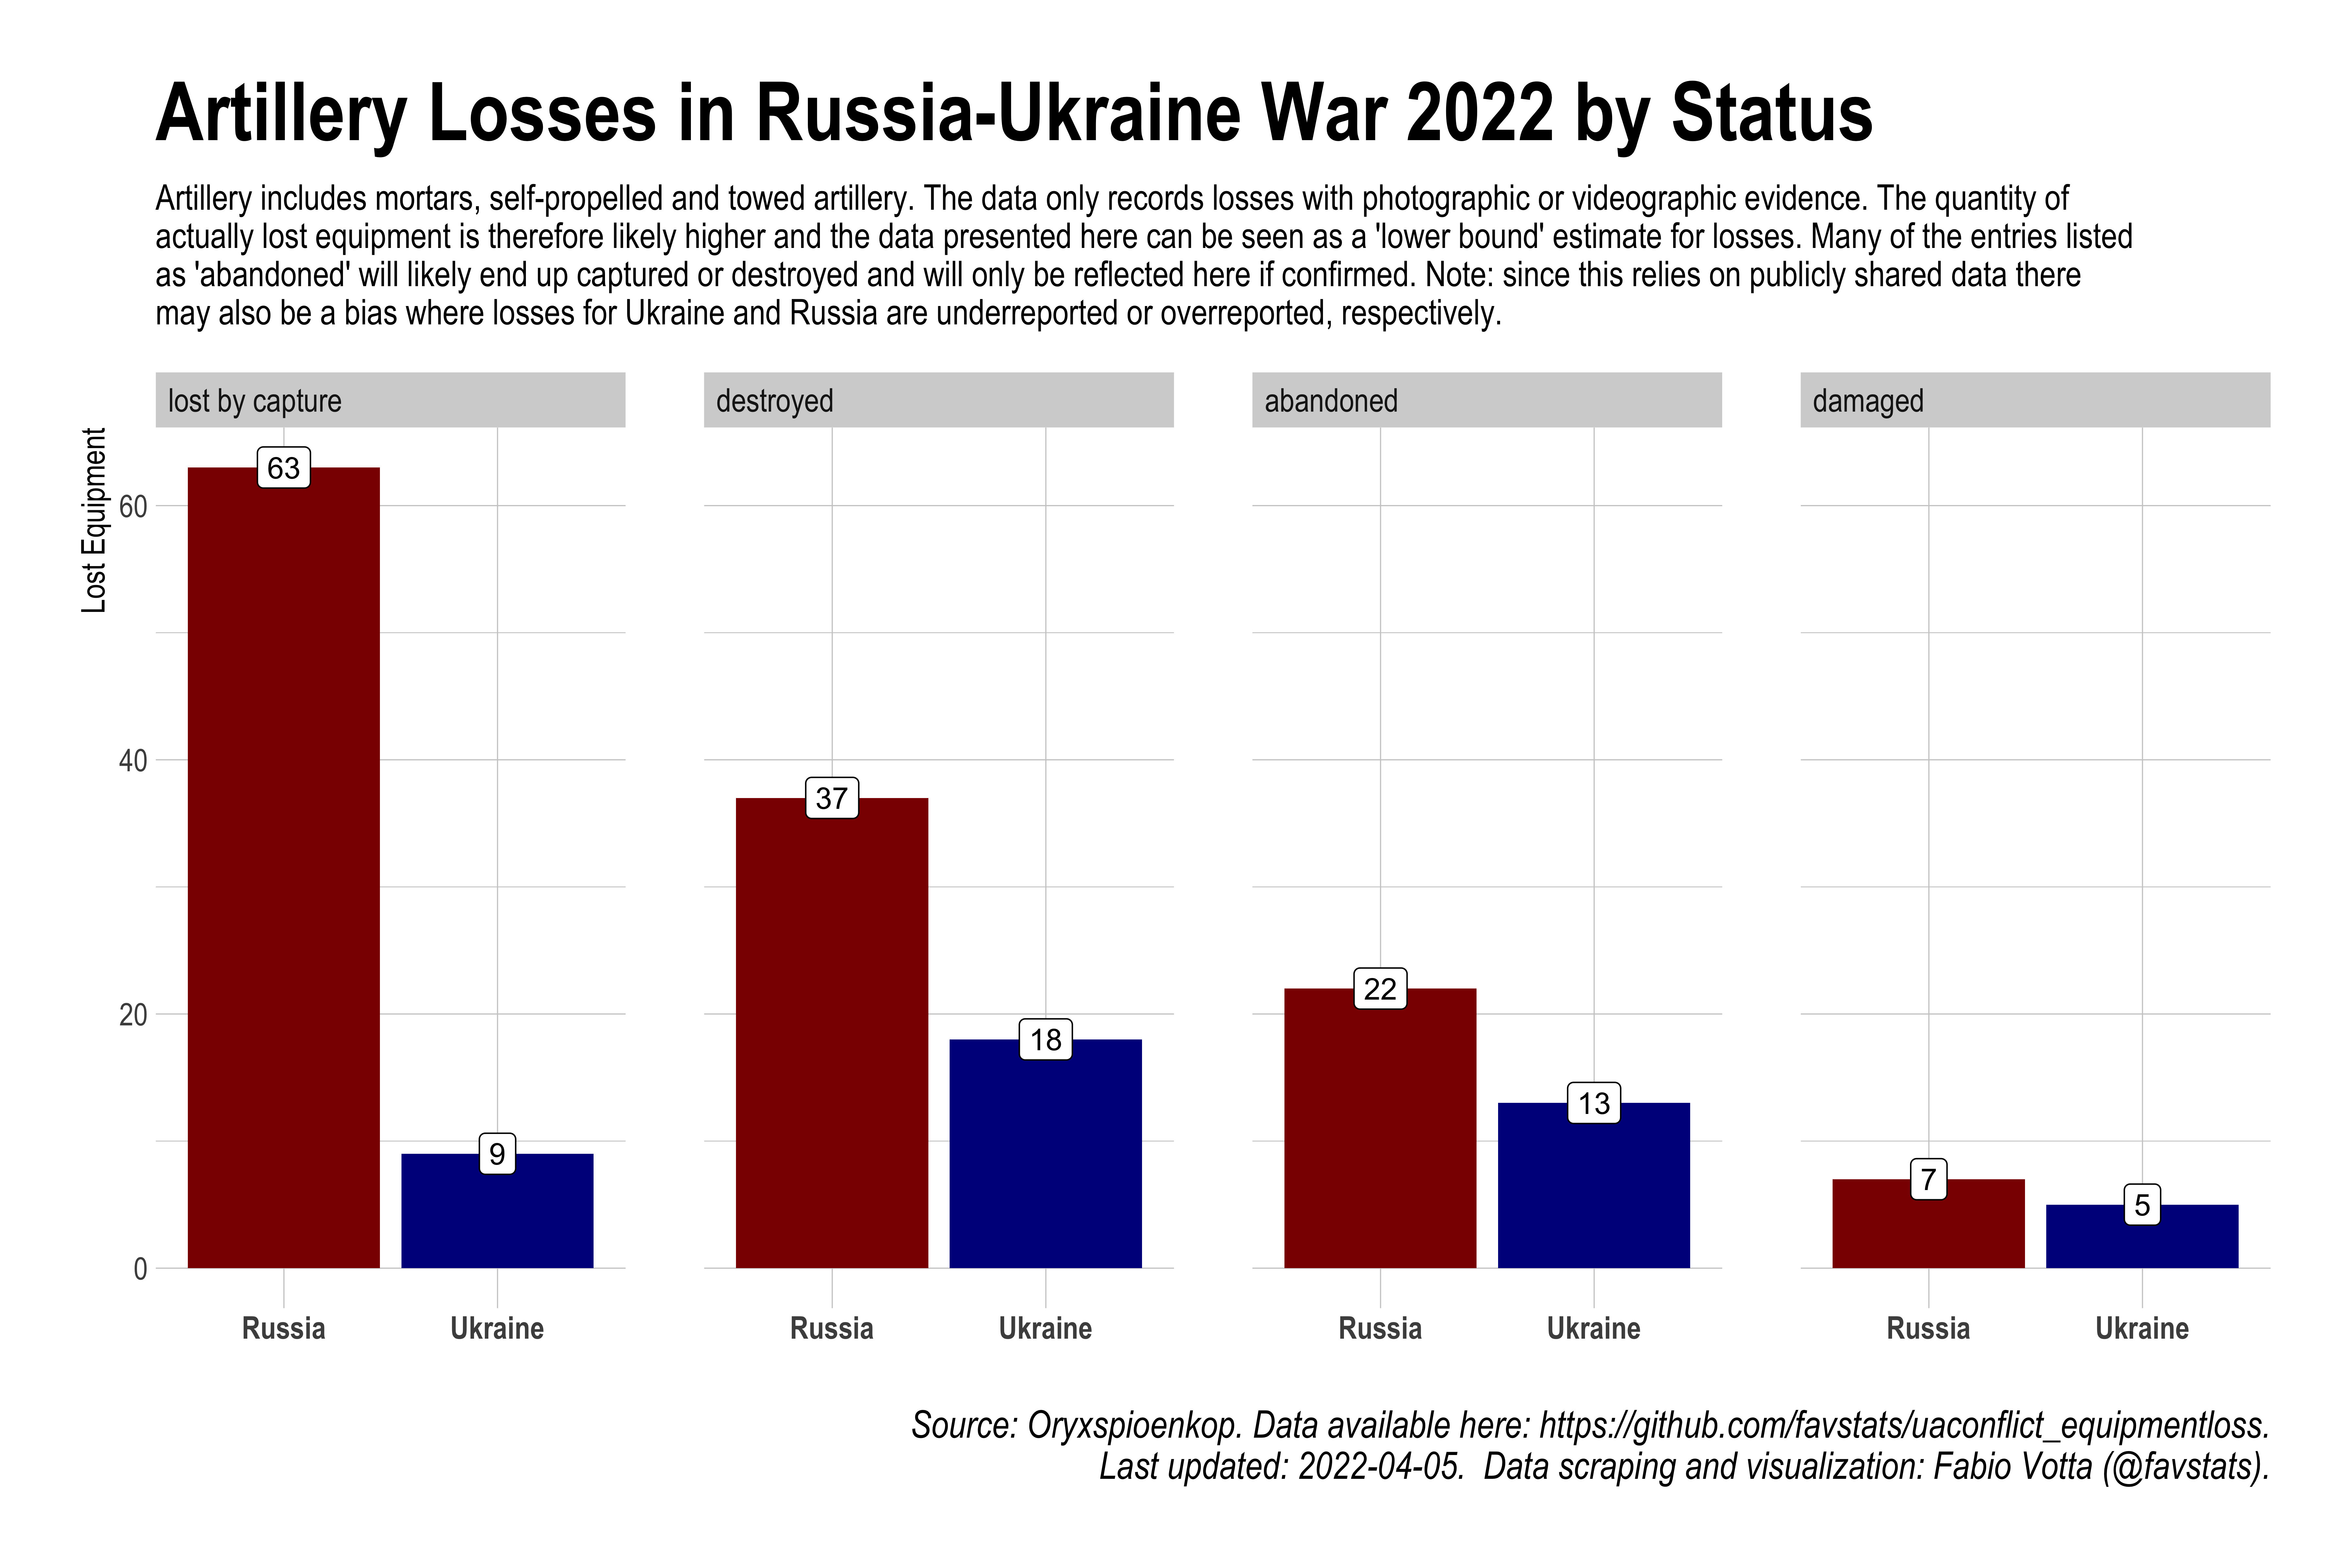 Artillery Losses in Russia-Ukraine War 2022 by Status
Artillery includes mortars, self-propelled and towed artillery. The data only records losses with photographic or videographic evidence. The quantity of
actually lost equipment is therefore likely higher and the data presented here can be seen as a 'lower bound' estimate for losses. Many of the entries listed
as 'abandoned' will likely end up captured or destroyed and will only be reflected here if confirmed. Note: since this relies on publicly shared data there
may also be a bias where losses for Ukraine and Russia are underreported or overreported, respectively.
lost by capture
destroyed
abandoned
damaged
Lost Equipment
60
40
20
0
63
9
37
18
22
13
7
5
Russia
Ukraine
Russia
Ukraine
Russia
Ukraine
Russia
Ukraine
Source: Oryxspioenkop. Data available here: https://github.com/favstats/uaconflict_equipmentloss.
Last updated: 2022-04-05.  Data scraping and visualization: Fabio Votta (@favstats).